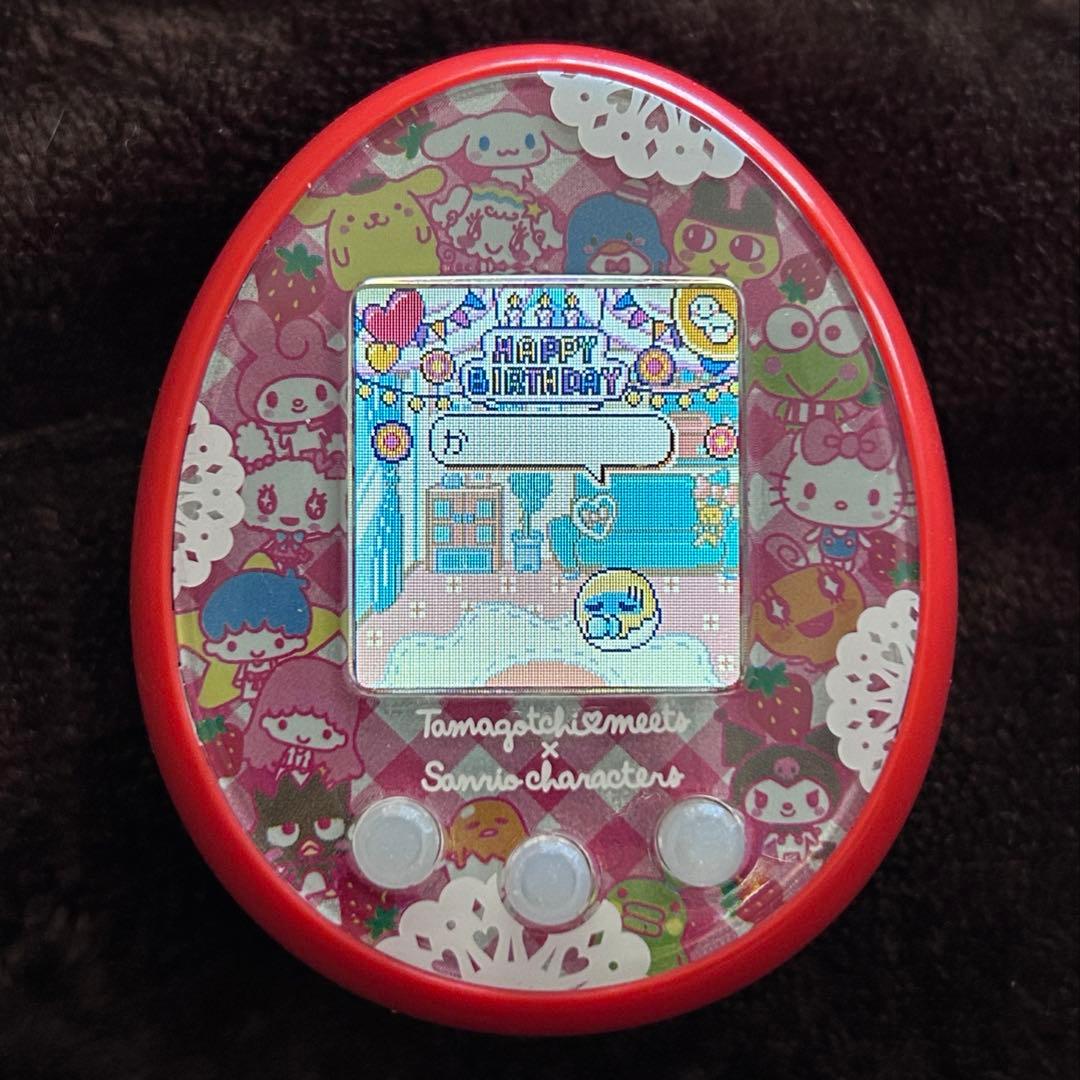 HAPPY
BIRTHDAY
か
Tamagotchi♡meets
×
Sanrio characters